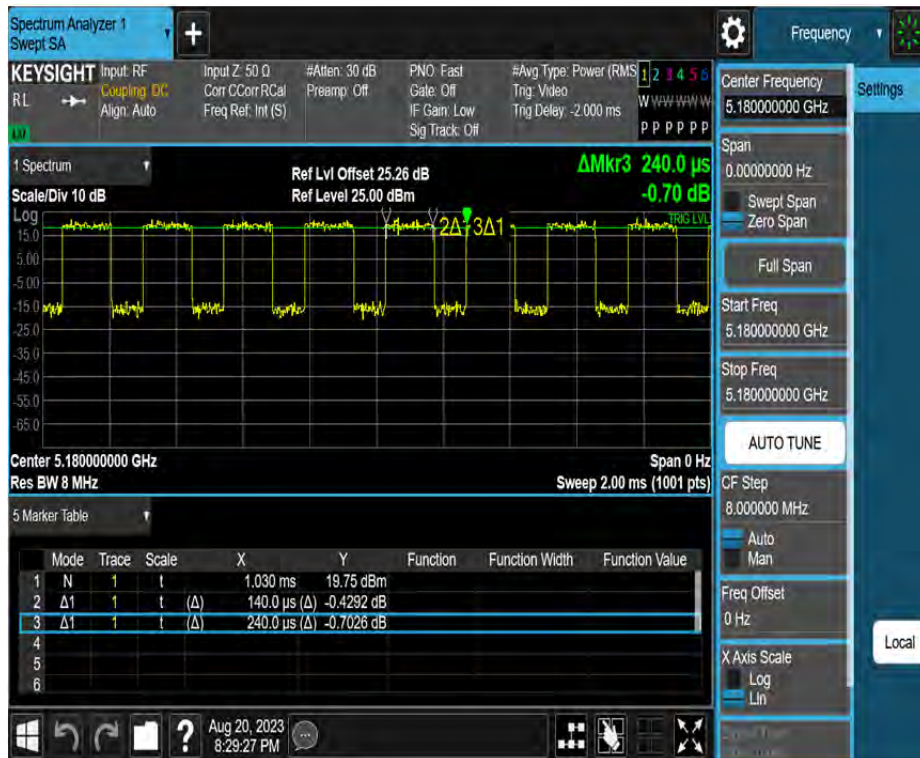 Spectrum Analyzer 1
Swept SA
+
Frequency
KEYSIGHT
Input: RF
Input Z: 50 Ω
#Atten: 30 dB
PNO: Fast
#Avg Type: Power (RMS
1 2 3 4 5 6
RL
Coupling: DC
Corr CCorr RCal
Preamp: Off
Gate: Off
Trig: Video
W W W W W W
Align: Auto
Freq Ref: Int (S)
IF Gain: Low
Trig Delay: -2.000 ms
Sig Track: Off
P P P P P P
1 Spectrum
Ref Lvl Offset 25.26 dB
ΔMkr3 240.0 µs
Scale/Div 10 dB
Ref Level 25.00 dBm
-0.70 dB
Log
TRIG LVL
2Δ1
3Δ1
15.0
5.00
-5.00
-15.0
-25.0
-35.0
-45.0
-55.0
-65.0
Center 5.180000000 GHz
Span 0 Hz
Res BW 8 MHz
Sweep 2.00 ms (1001 pts)
5 Marker Table
Mode Trace Scale X Y Function Function Width Function Value
1 N 1 t 1.030 ms 19.75 dBm
2 Δ1 1 t (Δ) 140.0 µs (Δ) -0.4292 dB
3 Δ1 1 t (Δ) 240.0 µs (Δ) -0.7026 dB
4
5
6
?
Aug 20, 2023
8:29:27 PM
Center Frequency
5.180000000 GHz
Settings
Span
0.00000000 Hz
Swept Span
Zero Span
Full Span
Start Freq
5.180000000 GHz
Stop Freq
5.180000000 GHz
AUTO TUNE
CF Step
8.000000 MHz
Auto
Man
Freq Offset
0 Hz
Local
X Axis Scale
Log
Lin